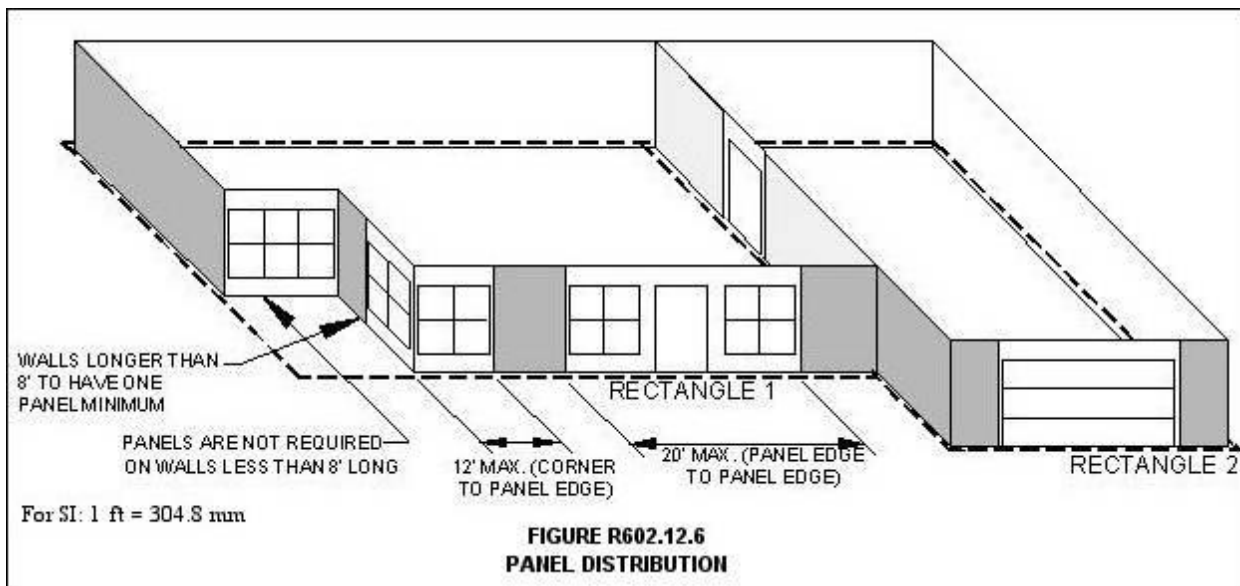 WALLS LONGER THAN
8' TO HAVE ONE
PANEL MINIMUM
PANELS ARE NOT REQUIRED
ON WALLS LESS THAN 8' LONG
12' MAX. (CORNER
TO PANEL EDGE)
RECTANGLE 1
20' MAX. (PANEL EDGE
TO PANEL EDGE)
RECTANGLE 2
For SI: 1 ft = 304.8 mm
FIGURE R602.12.6
PANEL DISTRIBUTION